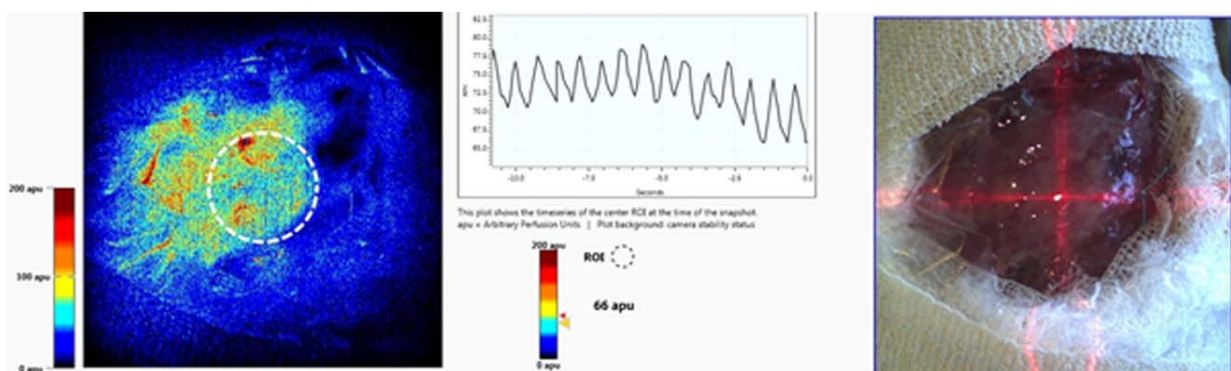 200 apu
100 apu
0 apu
82.5
80.0
77.5
75.0
72.5
70.0
67.5
65.0
-10.0 -7.5 -5.0 -2.5 0.0
Seconds
This plot shows the timeseries of the center ROI at the time of the snapshot.
apu = Arbitrary Perfusion Units | Plot background: camera stability status
200 apu
ROI
66 apu
0 apu